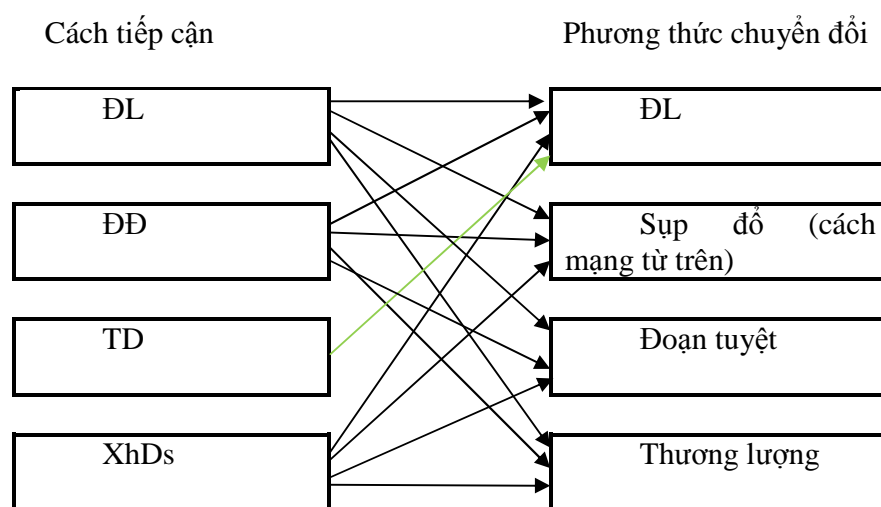 Cách tiếp cận
Phương thức chuyển đổi
ĐL
ĐL
ĐĐ
Sụp đổ (cách
mạng từ trên)
TD
Đoạn tuyệt
XhDs
Thương lượng